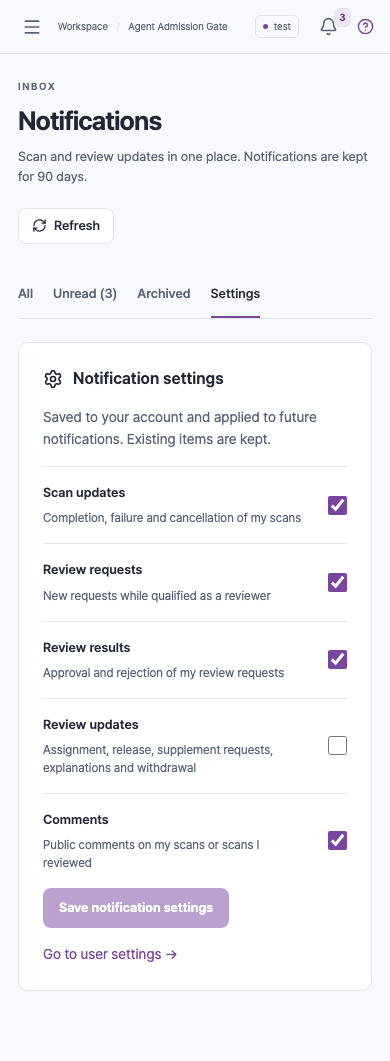 Workspace / Agent Admission Gate
test
3
INBOX
Notifications
Scan and review updates in one place. Notifications are kept
for 90 days.
Refresh
All Unread (3) Archived Settings
Notification settings
Saved to your account and applied to future
notifications. Existing items are kept.
Scan updates
Completion, failure and cancellation of my scans
Review requests
New requests while qualified as a reviewer
Review results
Approval and rejection of my review requests
Review updates
Assignment, release, supplement requests,
explanations and withdrawal
Comments
Public comments on my scans or scans I
reviewed
Save notification settings
Go to user settings →